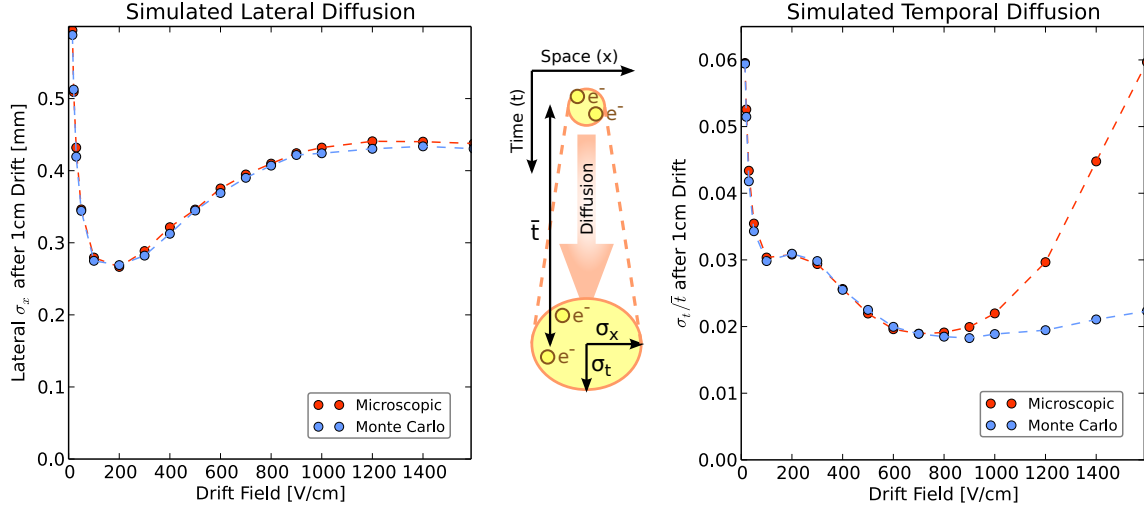 Simulated Lateral Diffusion
Lateral σx after 1cm Drift [mm]
0.5
0.4
0.3
0.2
0.1
0.0
0 200 400 600 800 1000 1200 1400
Drift Field [V/cm]
Microscopic
Monte Carlo
Space (x)
Time (t)
e-
e-
t'
Diffusion
e-
σx
e-
σt
Simulated Temporal Diffusion
σt/t̄ after 1cm Drift
0.06
0.05
0.04
0.03
0.02
0.01
0.00
0 200 400 600 800 1000 1200 1400
Drift Field [V/cm]
Microscopic
Monte Carlo